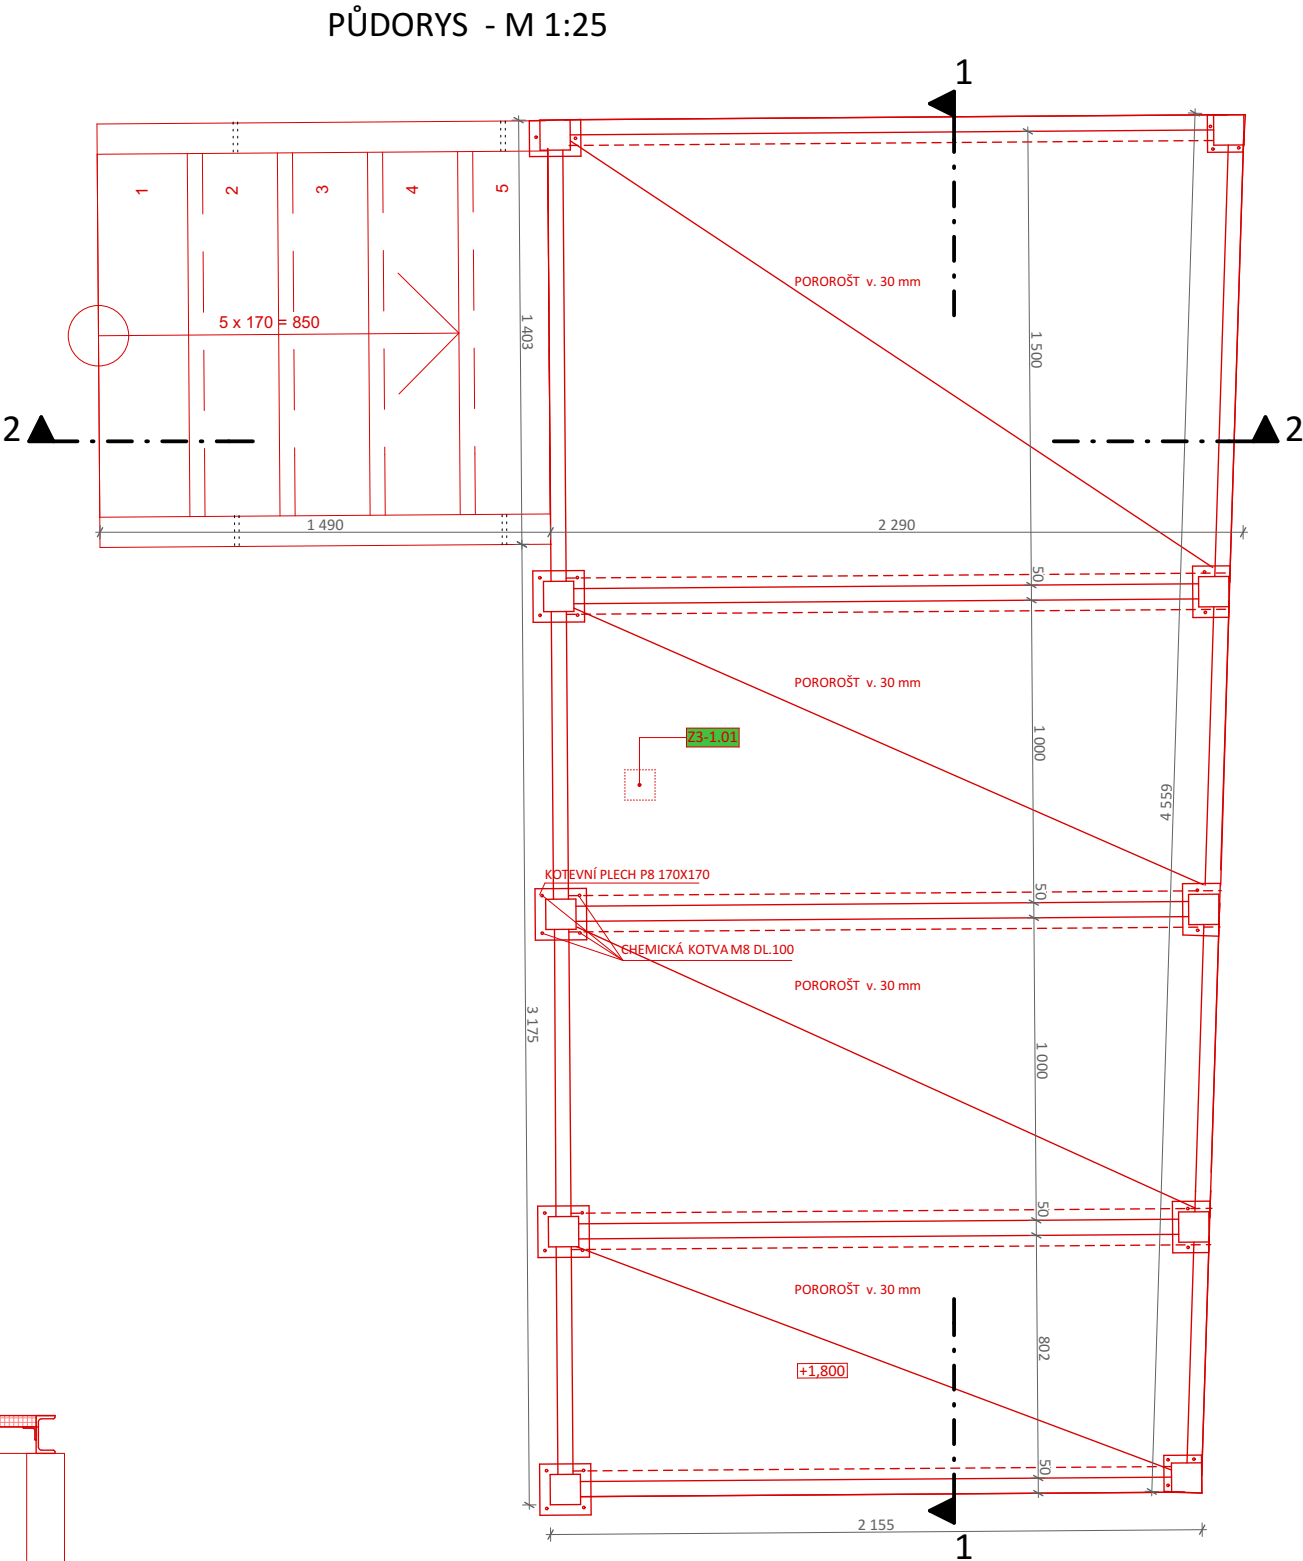 PŮDORYS - M 1:25
1
1
2
3
4
5
POROROŠT v. 30 mm
5 x 170 = 850
1 403
1 500
2
2
1 490
2 290
50
POROROŠT v. 30 mm
Z3-1.01
1 000
4 559
KOTEVNÍ PLECH P8 170X170
50
CHEMICKÁ KOTVA M8 DL.100
POROROŠT v. 30 mm
3 175
1 000
50
POROROŠT v. 30 mm
802
+1,800
50
2 155
1